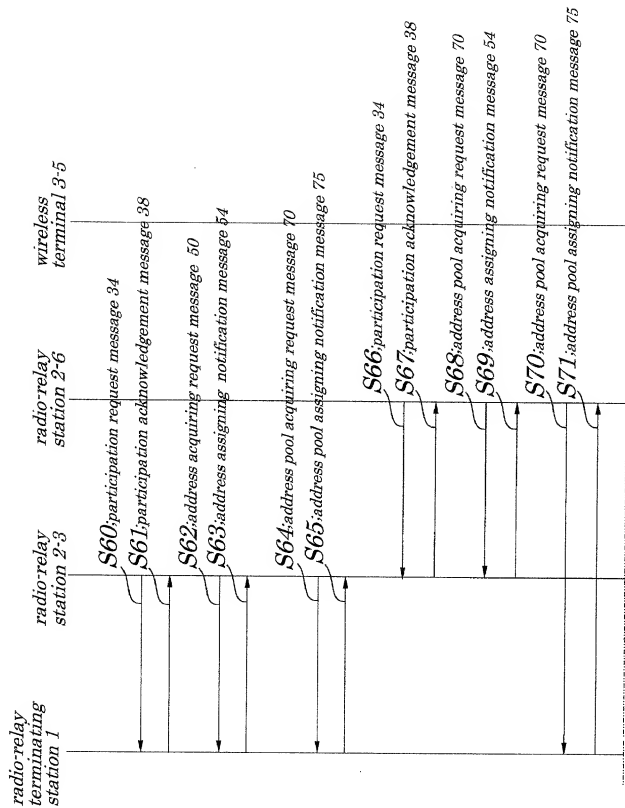 radio-relay
terminating
station 1
radio-relay
station 2-3
radio-relay
station 2-6
wireless
terminal 3-5
S60;participation request message 34
S61;participation acknowledgement message 38
S62;address acquiring request message 50
S63;address assigning notification message 54
S64;address pool acquiring request message 70
S65;address pool assigning notification message 75
S66;participation request message 34
S67;participation acknowledgement message 38
S68;address pool acquiring request message 70
S69;address assigning notification message 54
S70;address pool acquiring request message 70
S71;address pool assigning notification message 75